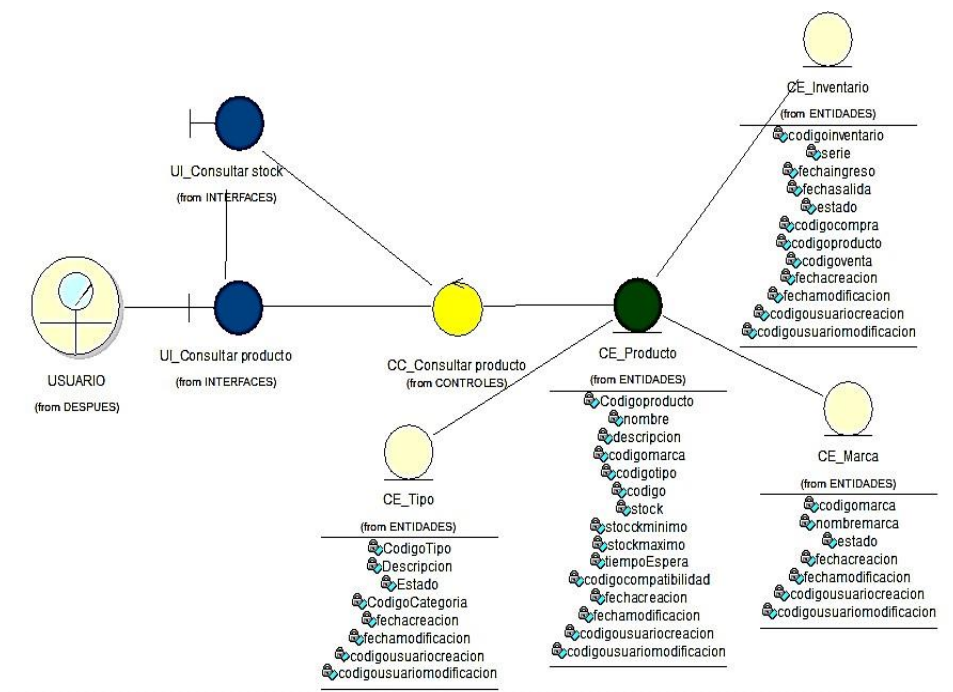 CE_Inventario
(from ENTIDADES)
codigoinventario
serie
fechaingreso
fechasalida
estado
codigocompra
codigoproducto
codigoventa
fechacreacion
fechamodificacion
codigousuariocreacion
codigousuariomodificacion
UI_Consultar stock
(from INTERFACES)
USUARIO
(from DESPUES)
UI_Consultar producto
(from INTERFACES)
CC_Consultar producto
(from CONTROLES)
CE_Producto
(from ENTIDADES)
Codigoproducto
nombre
descripcion
codigomarca
codigotipo
codigo
stock
stocckminimo
stockmaximo
tiempoEspera
codigocompatibilidad
fechacreacion
fechamodificacion
codigousuariocreacion
codigousuariomodificacion
CE_Tipo
(from ENTIDADES)
CodigoTipo
Descripcion
Estado
CodigoCategoria
fechacreacion
fechamodificacion
codigousuariocreacion
codigousuariomodificacion
CE_Marca
(from ENTIDADES)
codigomarca
nombremarca
estado
fechacreacion
fechamodificacion
codigousuariocreacion
codigousuariomodificacion